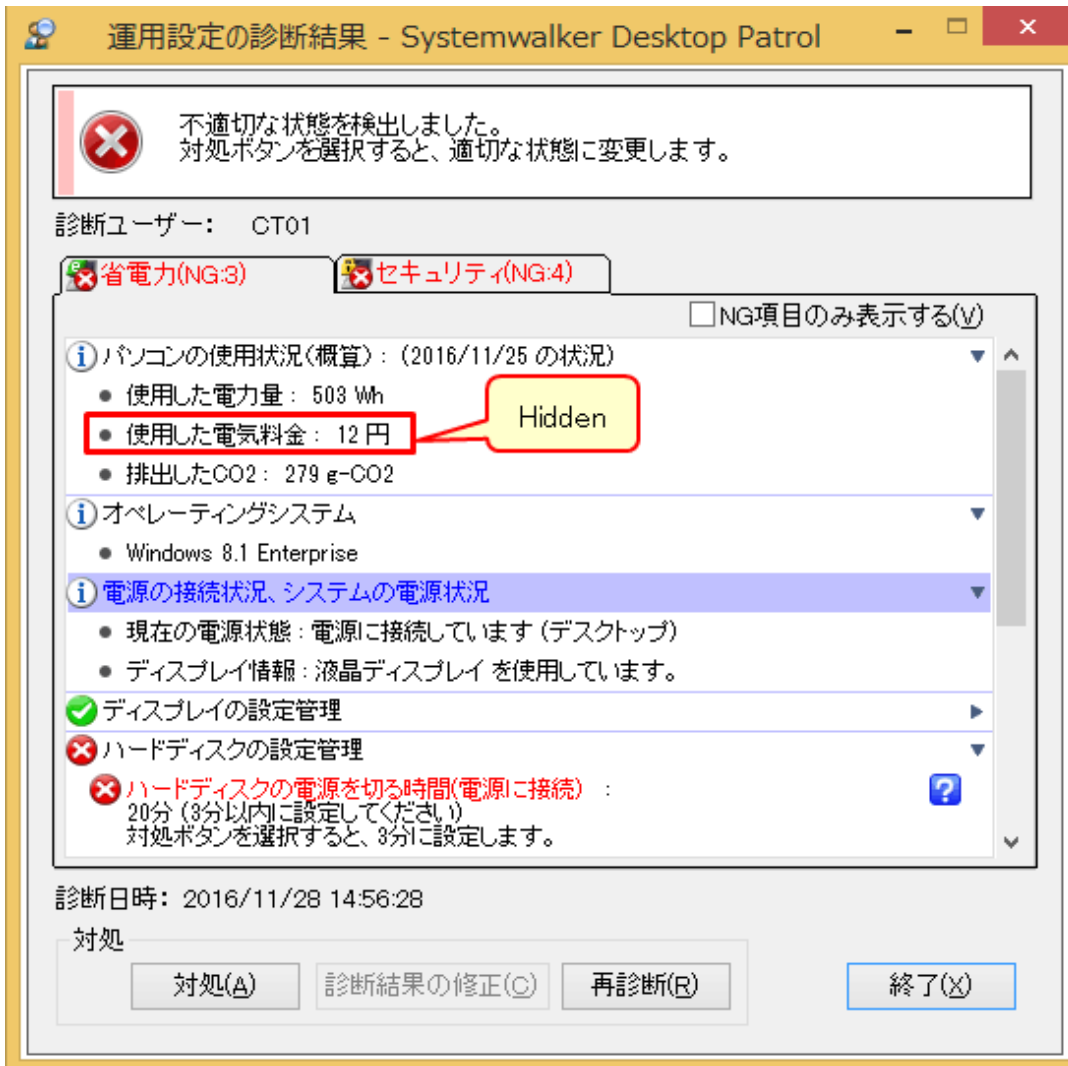 運用設定の診断結果 - Systemwalker Desktop Patrol
不適切な状態を検出しました。
対処ボタンを選択すると、適切な状態に変更します。
診断ユーザー: CT01
省電力(NG:3) セキュリティ(NG:4)
NG項目のみ表示する(V)
パソコンの使用状況(概算) : (2016/11/25 の状況)
使用した電力量 : 503 Wh
Hidden
使用した電気料金 : 12 円
排出したCO2 : 279 g-CO2
オペレーティングシステム
Windows 8.1 Enterprise
電源の接続状況、システムの電源状況
現在の電源状態 : 電源に接続しています (デスクトップ)
ディスプレイ情報 : 液晶ディスプレイ を使用しています。
ディスプレイの設定管理
ハードディスクの設定管理
ハードディスクの電源を切る時間(電源に接続) :
20分 (3分以内に設定してください)
対処ボタンを選択すると、3分に設定します。
診断日時: 2016/11/28 14:56:28
対処
対処(A) 診断結果の修正(C) 再診断(R) 終了(X)